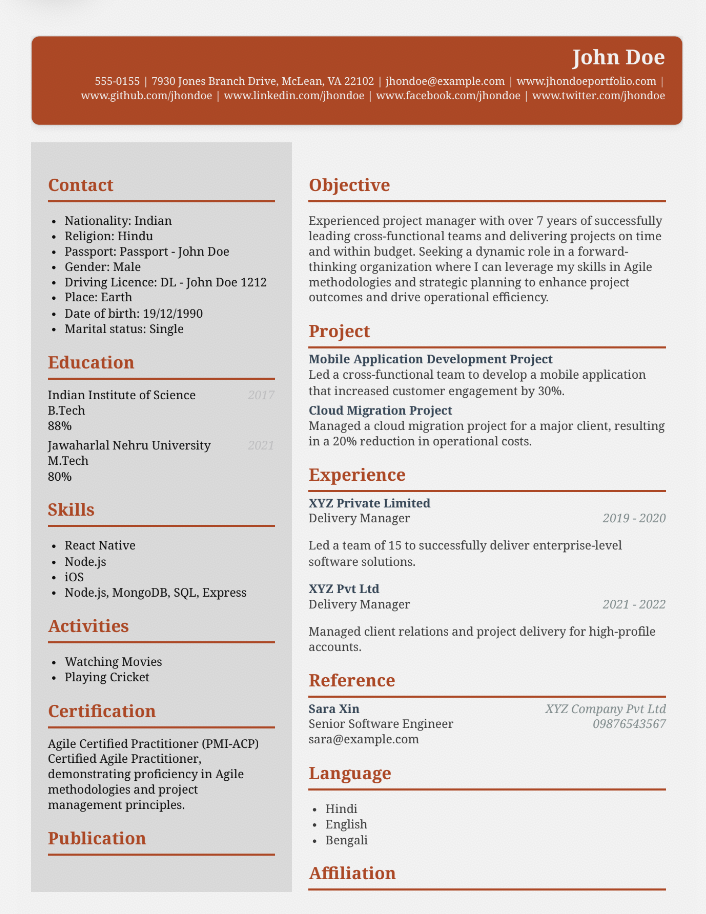 John Doe
555-0155 | 7930 Jones Branch Drive, McLean, VA 22102 | jhondoe@example.com | www.jhondoeportfolio.com |
www.github.com/jhondoe | www.linkedin.com/jhondoe | www.facebook.com/jhondoe | www.twitter.com/jhondoe
Contact
• Nationality: Indian
• Religion: Hindu
• Passport: Passport - John Doe
• Gender: Male
• Driving Licence: DL - John Doe 1212
• Place: Earth
• Date of birth: 19/12/1990
• Marital status: Single
Education
Indian Institute of Science 2017
B.Tech
88%
Jawaharlal Nehru University 2021
M.Tech
80%
Skills
• React Native
• Node.js
• iOS
• Node.js, MongoDB, SQL, Express
Activities
• Watching Movies
• Playing Cricket
Certification
Agile Certified Practitioner (PMI-ACP)
Certified Agile Practitioner,
demonstrating proficiency in Agile
methodologies and project
management principles.
Publication
Objective
Experienced project manager with over 7 years of successfully
leading cross-functional teams and delivering projects on time
and within budget. Seeking a dynamic role in a forward-
thinking organization where I can leverage my skills in Agile
methodologies and strategic planning to enhance project
outcomes and drive operational efficiency.
Project
Mobile Application Development Project
Led a cross-functional team to develop a mobile application
that increased customer engagement by 30%.
Cloud Migration Project
Managed a cloud migration project for a major client, resulting
in a 20% reduction in operational costs.
Experience
XYZ Private Limited
Delivery Manager 2019 - 2020
Led a team of 15 to successfully deliver enterprise-level
software solutions.
XYZ Pvt Ltd
Delivery Manager 2021 - 2022
Managed client relations and project delivery for high-profile
accounts.
Reference
Sara Xin XYZ Company Pvt Ltd
Senior Software Engineer 09876543567
sara@example.com
Language
• Hindi
• English
• Bengali
Affiliation